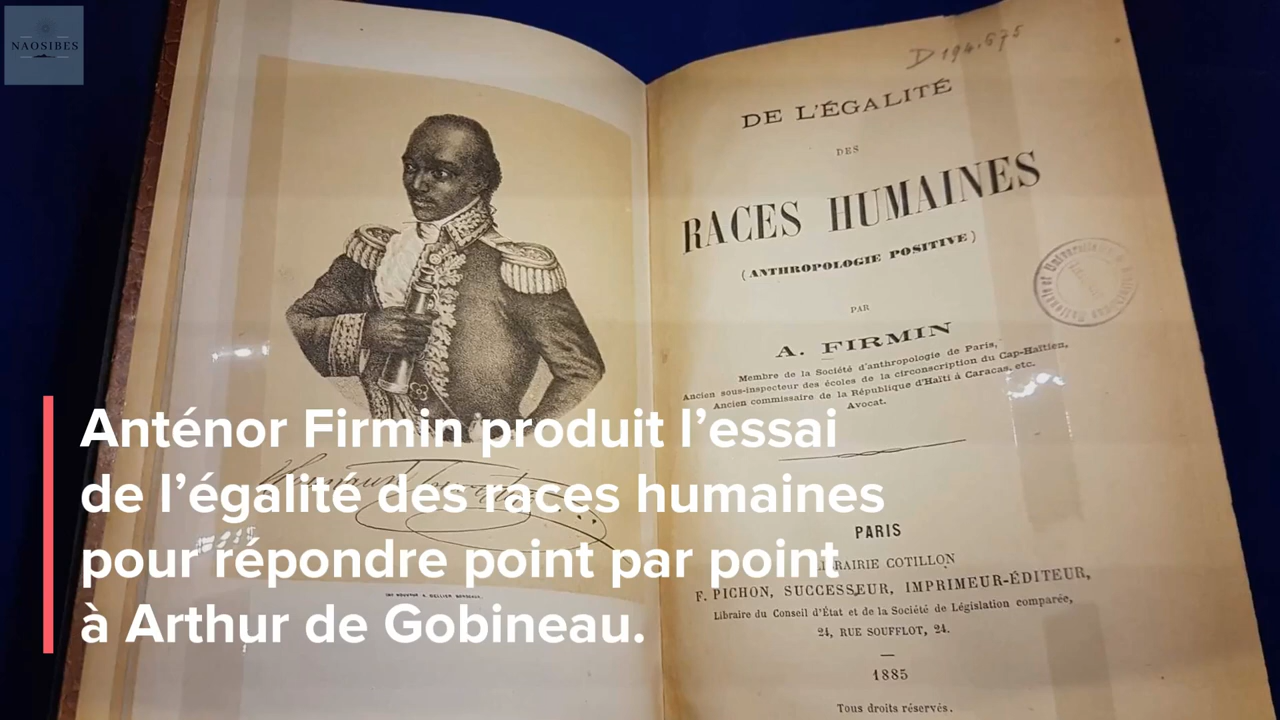 NAOSIBES
D 194.675
DE L'ÉGALITÉ
DES
RACES HUMAINES
(ANTHROPOLOGIE POSITIVE)
PAR
A. FIRMIN
Membre de la Société d'anthropologie de Paris,
Ancien sous-inspecteur des écoles de la circonscription du Cap-Haïtien,
Ancien commissaire de la République d'Haïti à Caracas, etc.
Avocat.
PARIS
LIBRAIRIE COTILLON
F. PICHON, SUCCESSEUR, IMPRIMEUR-ÉDITEUR,
Libraire du Conseil d'État et de la Société de Législation comparée,
24, RUE SOUFFLOT, 24.
1885
Tous droits réservés.
Anténor Firmin produit l’essai
de l’égalité des races humaines
pour répondre point par point
à Arthur de Gobineau.